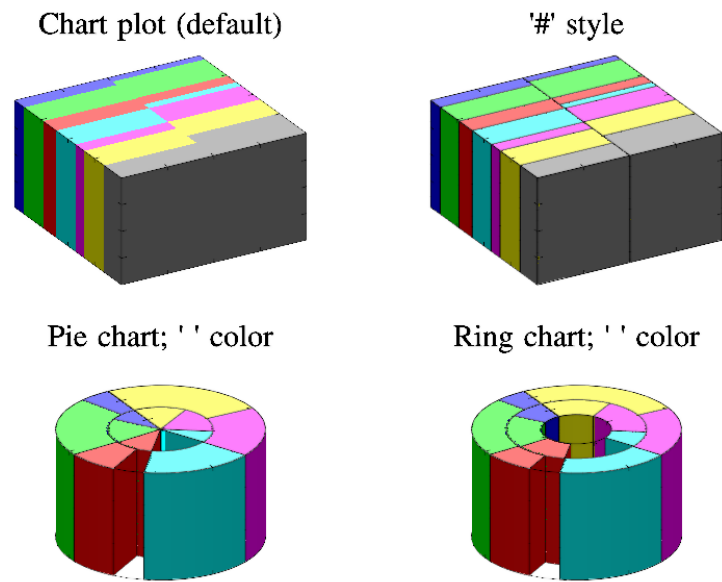 Chart plot (default)
'#' style
Pie chart; ' ' color
Ring chart; ' ' color